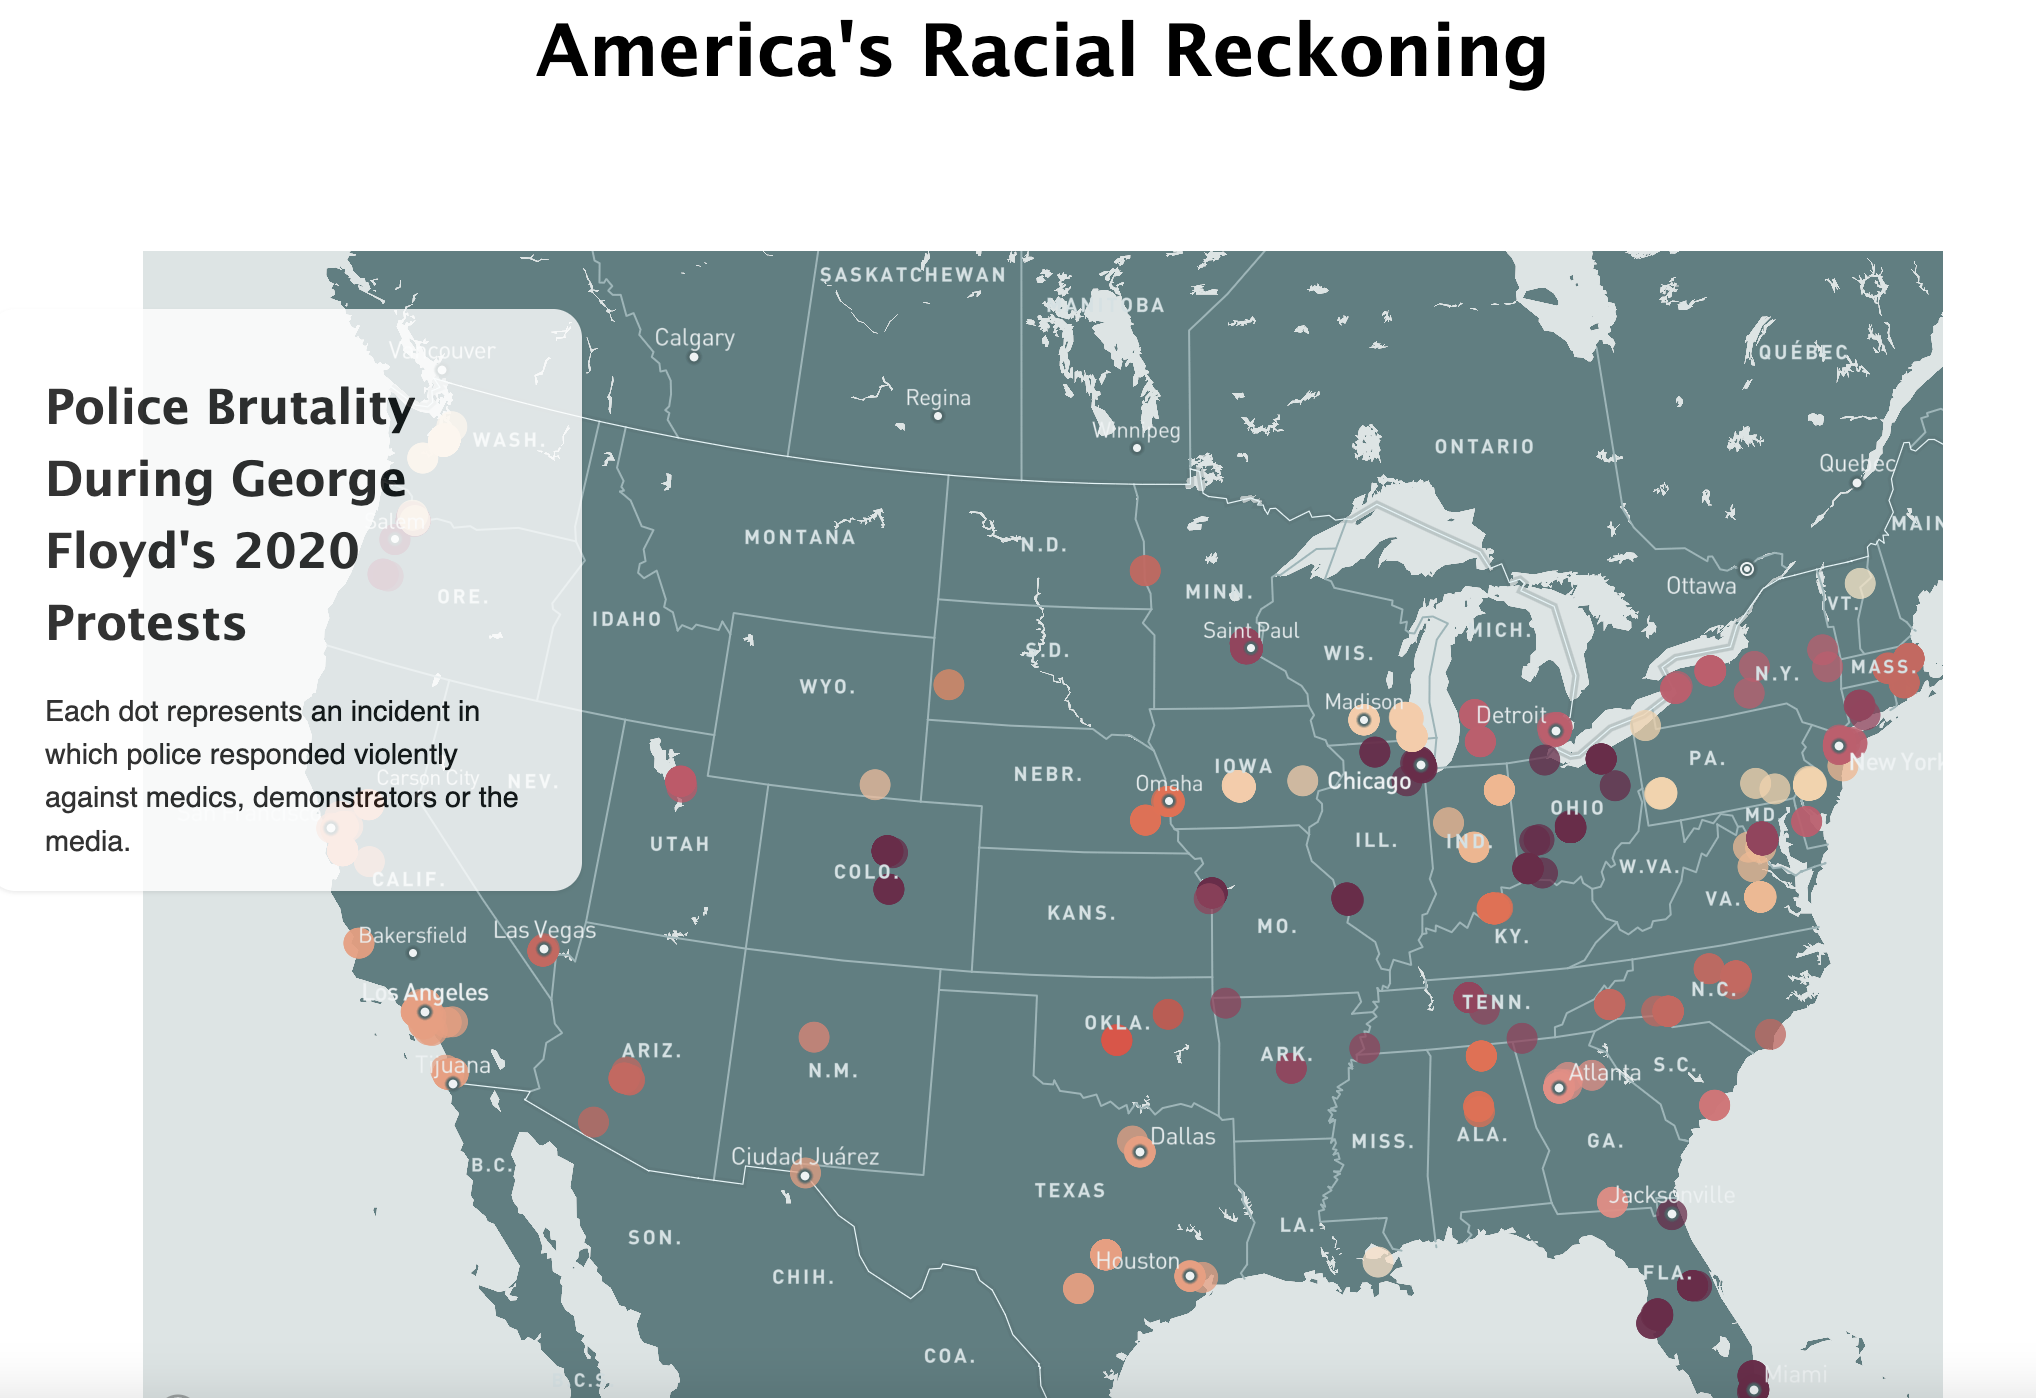 America's Racial Reckoning
SASKATCHEWAN
MANITOBA
Calgary
Vancouver
QUÉBEC
Police Brutality
During George
Floyd's 2020
Protests
Regina
Winnipeg
WASH.
ONTARIO
Quebec
Salem
MONTANA
N.D.
MAIN
Ottawa
MINN.
ORE.
IDAHO
VT.
Saint Paul
MICH.
S.D.
WIS.
N.Y.
MASS.
WYO.
Madison
Detroit
Each dot represents an incident in
which police responded violently
against medics, demonstrators or the
media.
Carson City
NEV.
NEBR.
Omaha
IOWA
Chicago
PA.
New York
OHIO
MD
UTAH
ILL.
IND.
COLO.
CALIF.
W.VA.
VA.
KANS.
MO.
KY.
Bakersfield
Las Vegas
Los Angeles
OKLA.
TENN.
N.C.
ARIZ.
N.M.
ARK.
Tijuana
Atlanta
S.C.
Dallas
MISS.
ALA.
GA.
B.C.
Ciudad Juárez
TEXAS
Jacksonville
LA.
SON.
CHIH.
Houston
FLA.
COA.
Miami
C.S